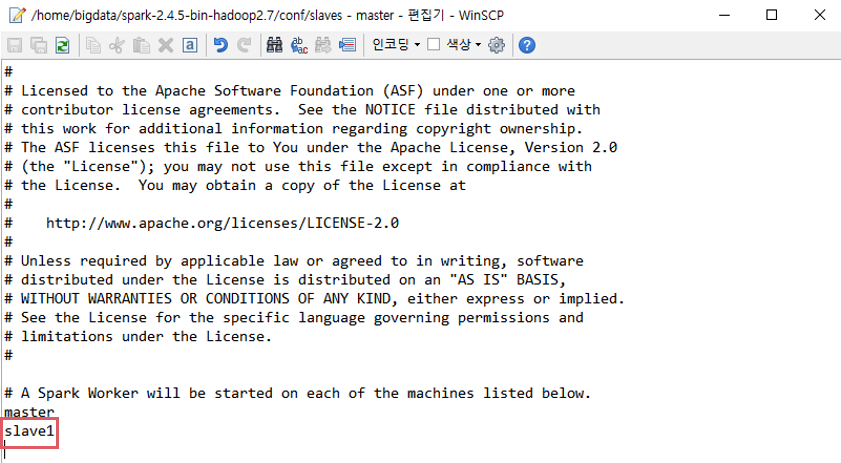 /home/bigdata/spark-2.4.5-bin-hadoop2.7/conf/slaves - master - 편집기 - WinSCP
인코딩 색상
#
# Licensed to the Apache Software Foundation (ASF) under one or more
# contributor license agreements.  See the NOTICE file distributed with
# this work for additional information regarding copyright ownership.
# The ASF licenses this file to You under the Apache License, Version 2.0
# (the "License"); you may not use this file except in compliance with
# the License.  You may obtain a copy of the License at
#
#    http://www.apache.org/licenses/LICENSE-2.0
#
# Unless required by applicable law or agreed to in writing, software
# distributed under the License is distributed on an "AS IS" BASIS,
# WITHOUT WARRANTIES OR CONDITIONS OF ANY KIND, either express or implied.
# See the License for the specific language governing permissions and
# limitations under the License.
#
# A Spark Worker will be started on each of the machines listed below.
master
slave1